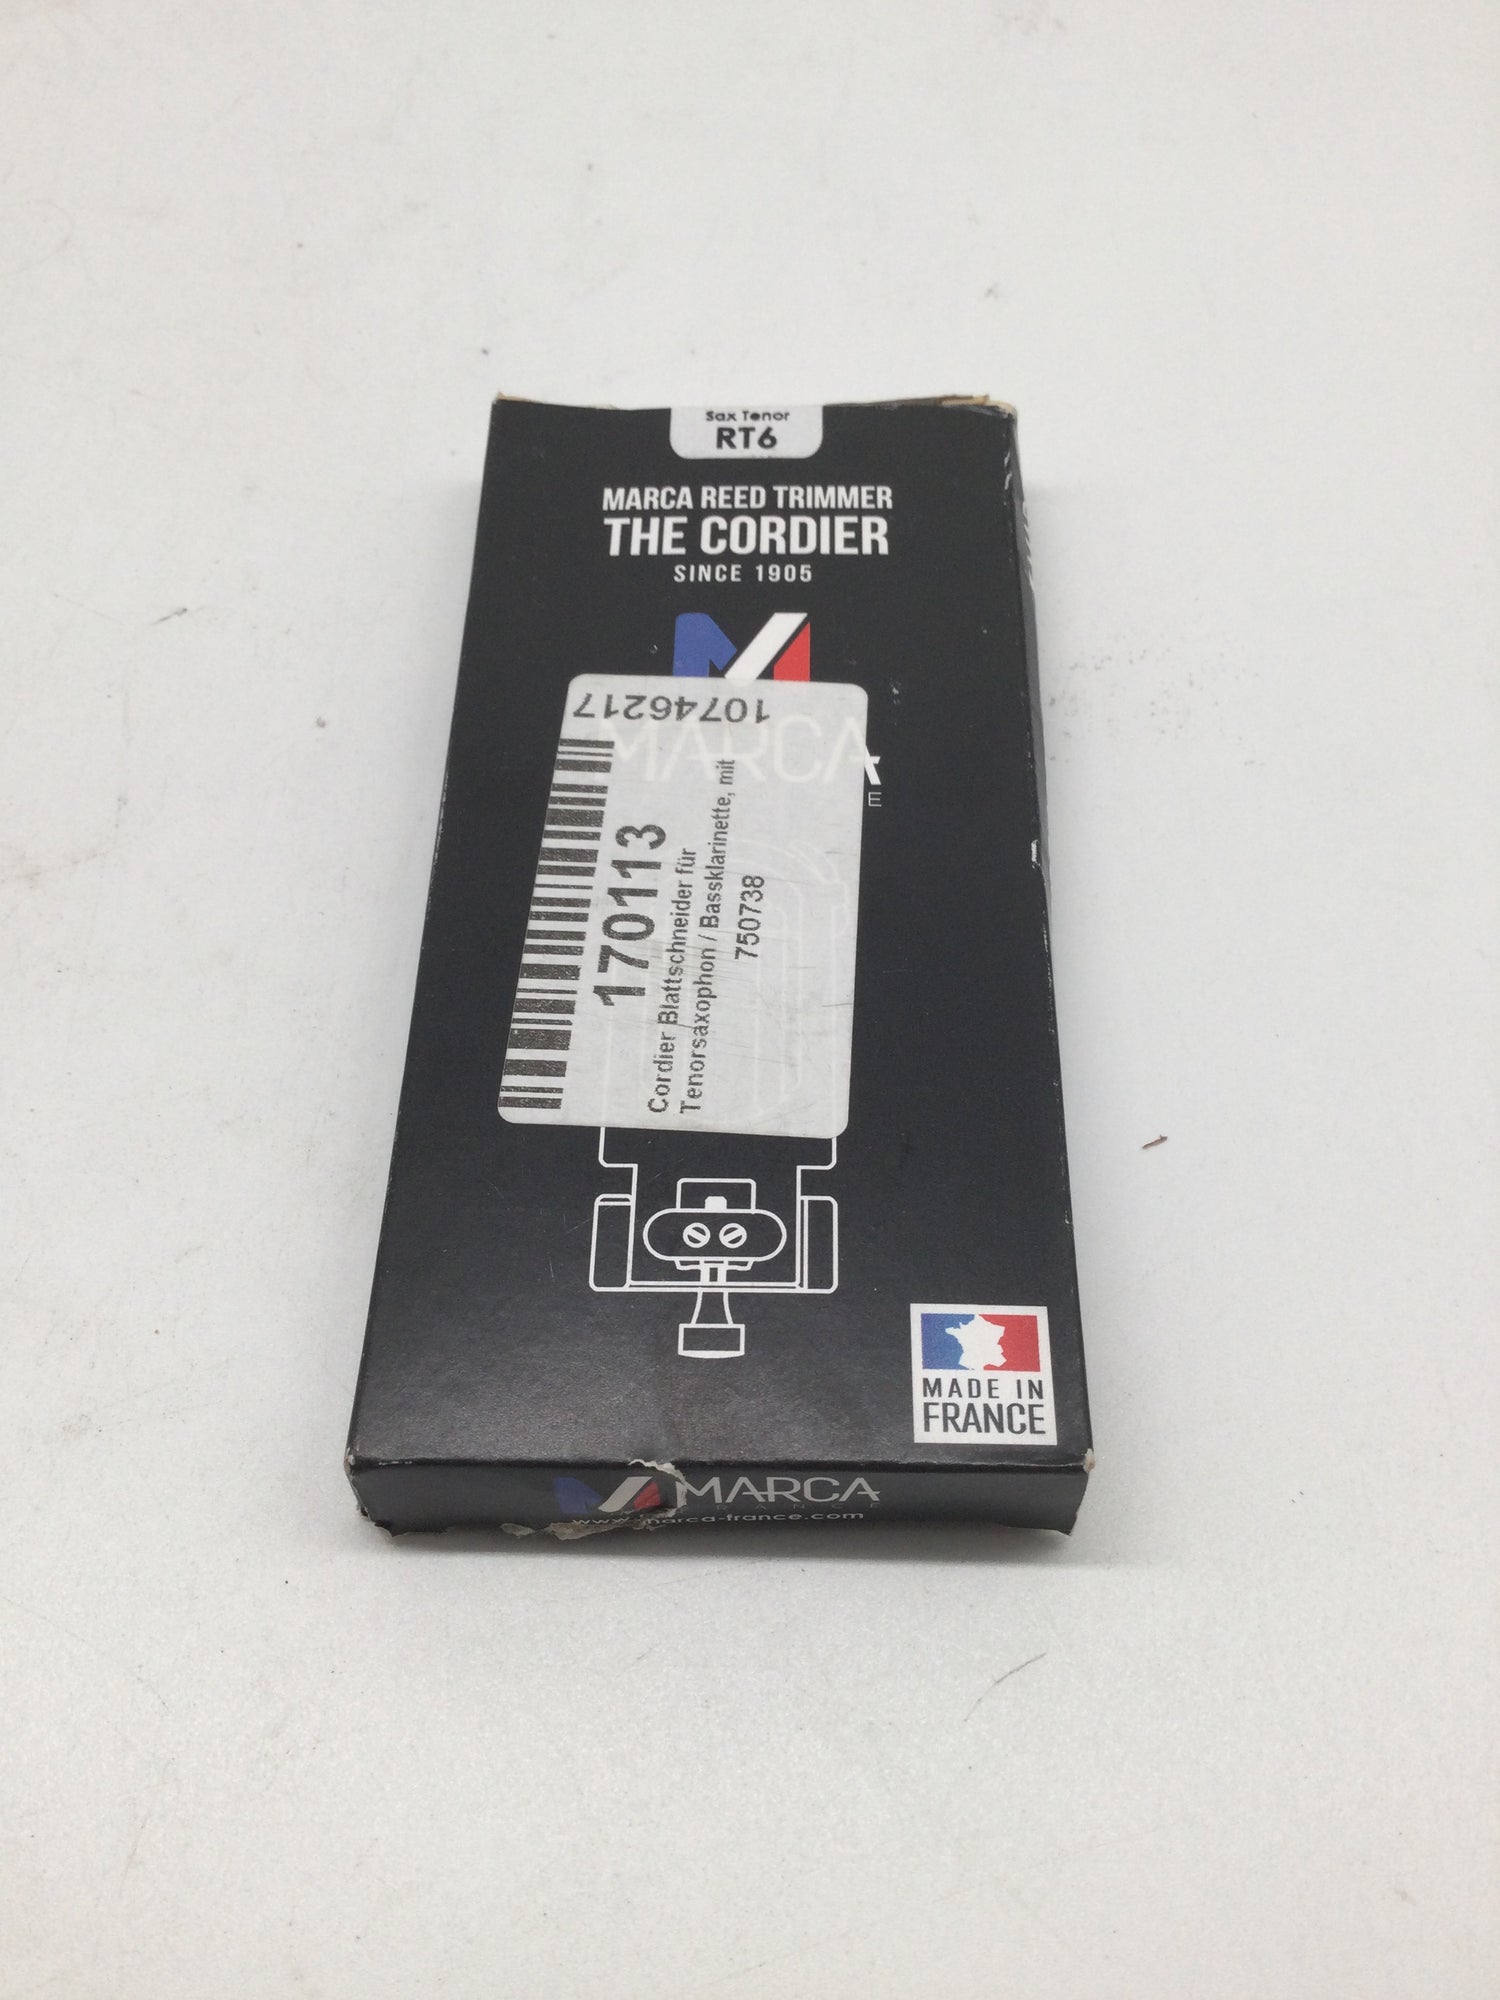 Sax Tenor
RT6
MARCA REED TRIMMER
THE CORDIER
SINCE 1905
MARCA
E
10746217
170113
Cordier Blattschneider für
Tenorsaxophon / Bassklarinette, mit
750738
MADE IN
FRANCE
MARCA
FRANCE
www.marca-france.com